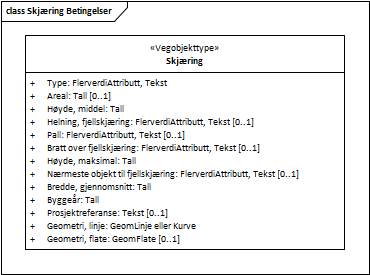 class Skjæring Betingelser
«Vegobjekttype»
Skjæring
+ Type: FlerverdiAttributt, Tekst
+ Areal: Tall [0..1]
+ Høyde, middel: Tall
+ Helning, fjellskjæring: FlerverdiAttributt, Tekst [0..1]
+ Pall: FlerverdiAttributt, Tekst [0..1]
+ Bratt over fjellskjæring: FlerverdiAttributt, Tekst [0..1]
+ Høyde, maksimal: Tall
+ Nærmeste objekt til fjellskjæring: FlerverdiAttributt, Tekst [0..1]
+ Bredde, gjennomsnitt: Tall
+ Byggeår: Tall
+ Prosjektreferanse: Tekst [0..1]
+ Geometri, linje: GeomLinje eller Kurve
+ Geometri, flate: GeomFlate [0..1]